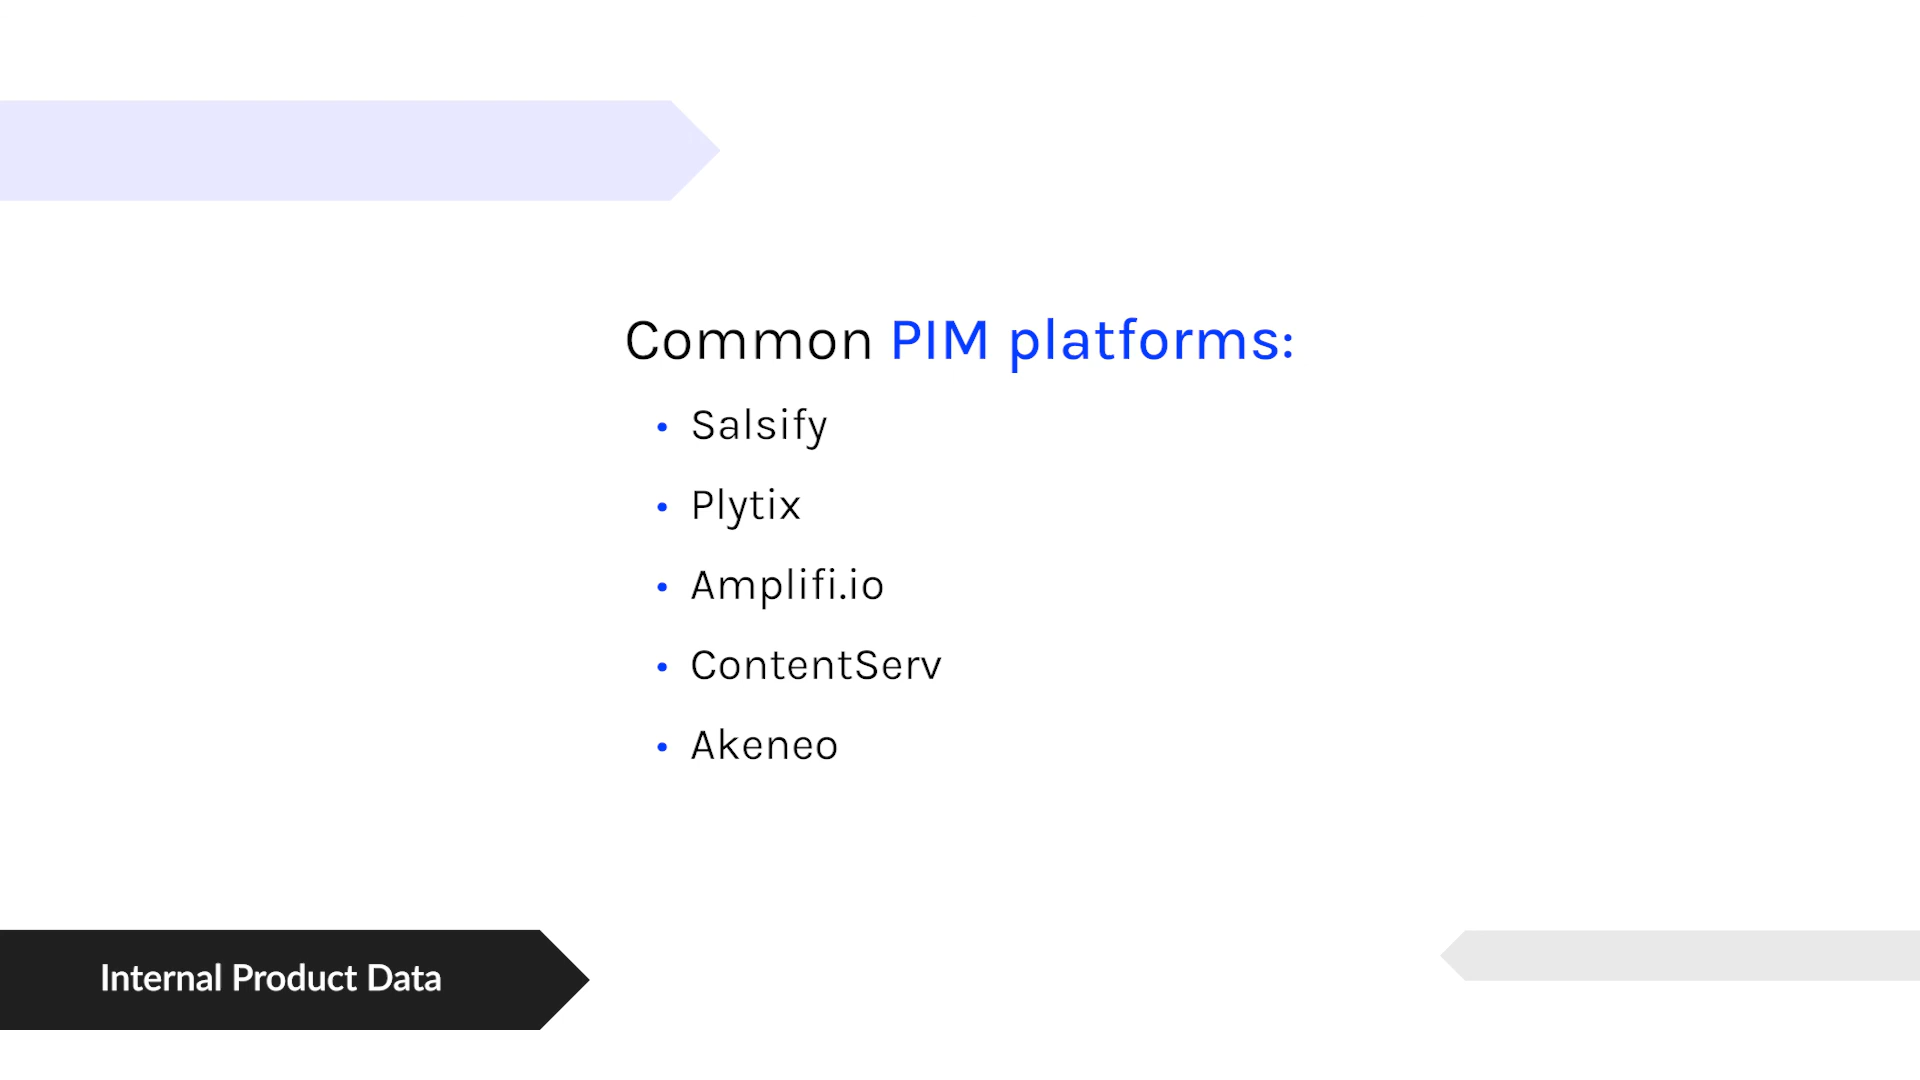 Common PIM platforms:
• Salsify
• Plytix
• Amplifi.io
• ContentServ
• Akeneo
Internal Product Data